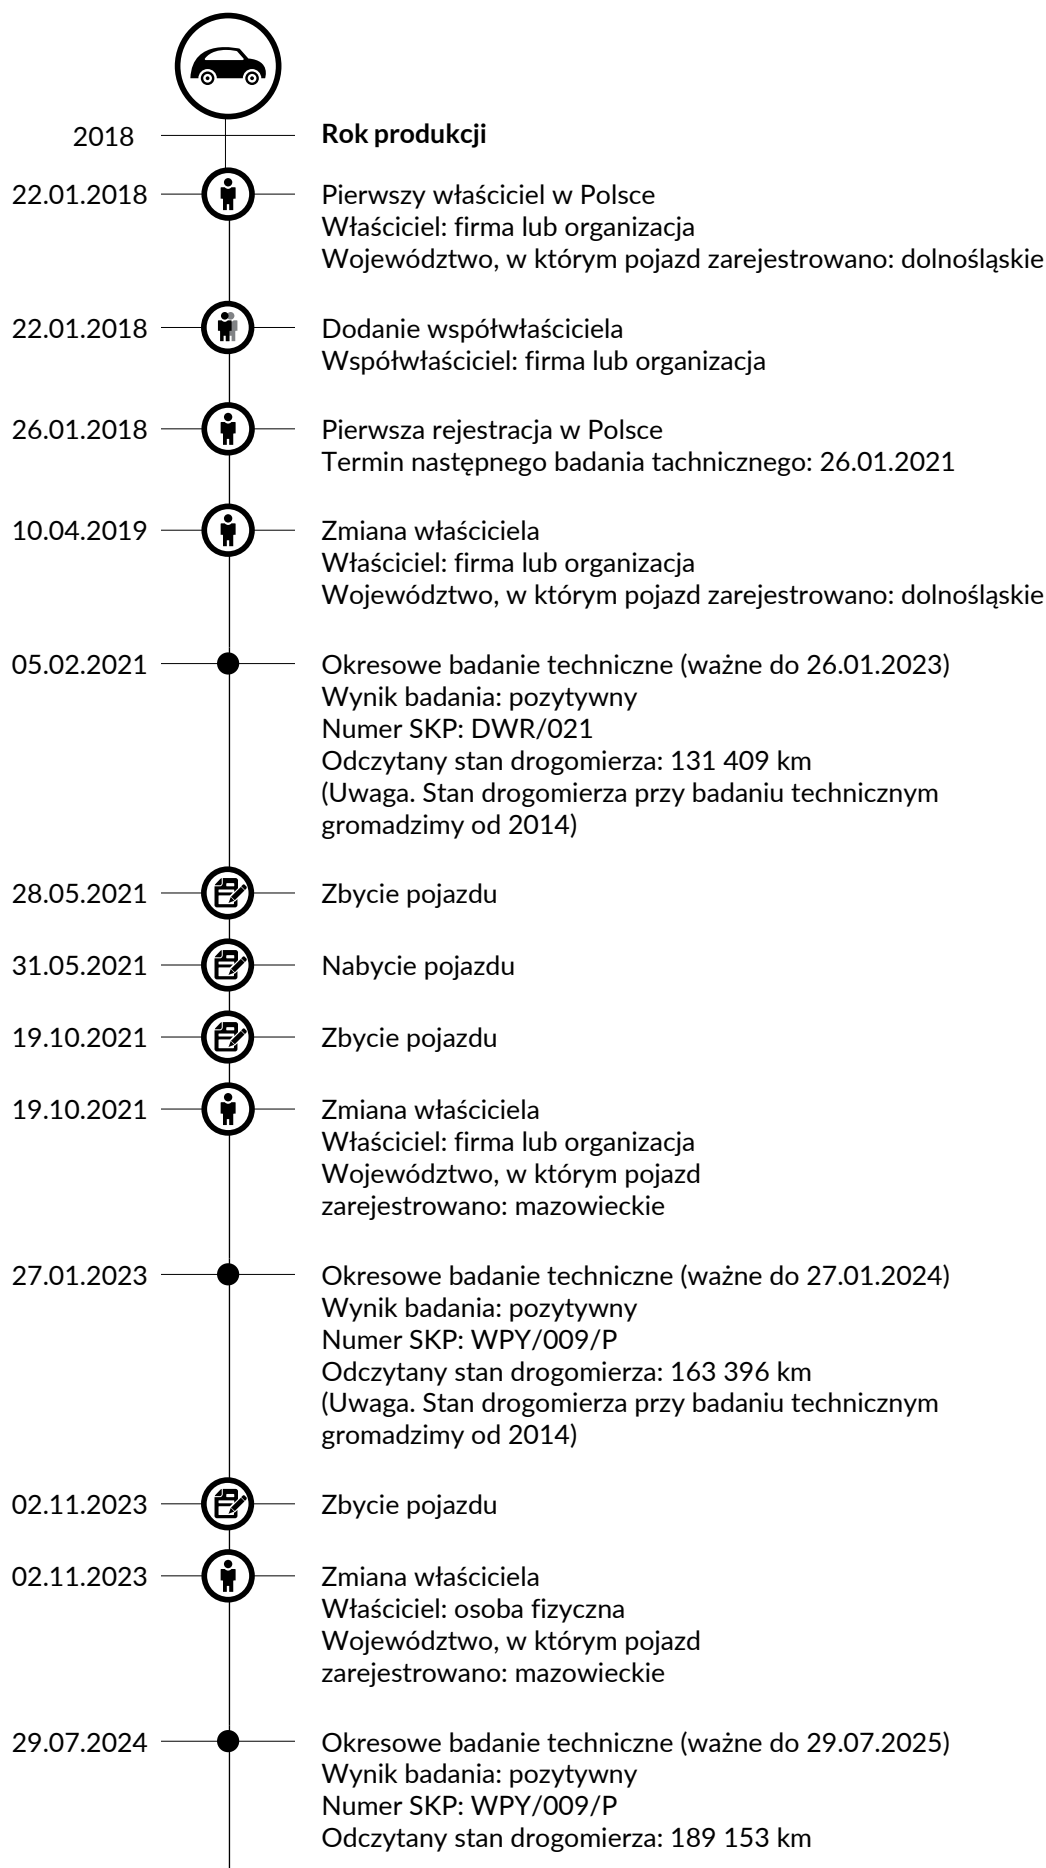 2018 Rok produkcji
22.01.2018 Pierwszy właściciel w Polsce
Właściciel: firma lub organizacja
Województwo, w którym pojazd zarejestrowano: dolnośląskie
22.01.2018 Dodanie współwłaściciela
Współwłaściciel: firma lub organizacja
26.01.2018 Pierwsza rejestracja w Polsce
Termin następnego badania tachnicznego: 26.01.2021
10.04.2019 Zmiana właściciela
Właściciel: firma lub organizacja
Województwo, w którym pojazd zarejestrowano: dolnośląskie
05.02.2021 Okresowe badanie techniczne (ważne do 26.01.2023)
Wynik badania: pozytywny
Numer SKP: DWR/021
Odczytany stan drogomierza: 131 409 km
(Uwaga. Stan drogomierza przy badaniu technicznym
gromadzimy od 2014)
28.05.2021 Zbycie pojazdu
31.05.2021 Nabycie pojazdu
19.10.2021 Zbycie pojazdu
19.10.2021 Zmiana właściciela
Właściciel: firma lub organizacja
Województwo, w którym pojazd
zarejestrowano: mazowieckie
27.01.2023 Okresowe badanie techniczne (ważne do 27.01.2024)
Wynik badania: pozytywny
Numer SKP: WPY/009/P
Odczytany stan drogomierza: 163 396 km
(Uwaga. Stan drogomierza przy badaniu technicznym
gromadzimy od 2014)
02.11.2023 Zbycie pojazdu
02.11.2023 Zmiana właściciela
Właściciel: osoba fizyczna
Województwo, w którym pojazd
zarejestrowano: mazowieckie
29.07.2024 Okresowe badanie techniczne (ważne do 29.07.2025)
Wynik badania: pozytywny
Numer SKP: WPY/009/P
Odczytany stan drogomierza: 189 153 km